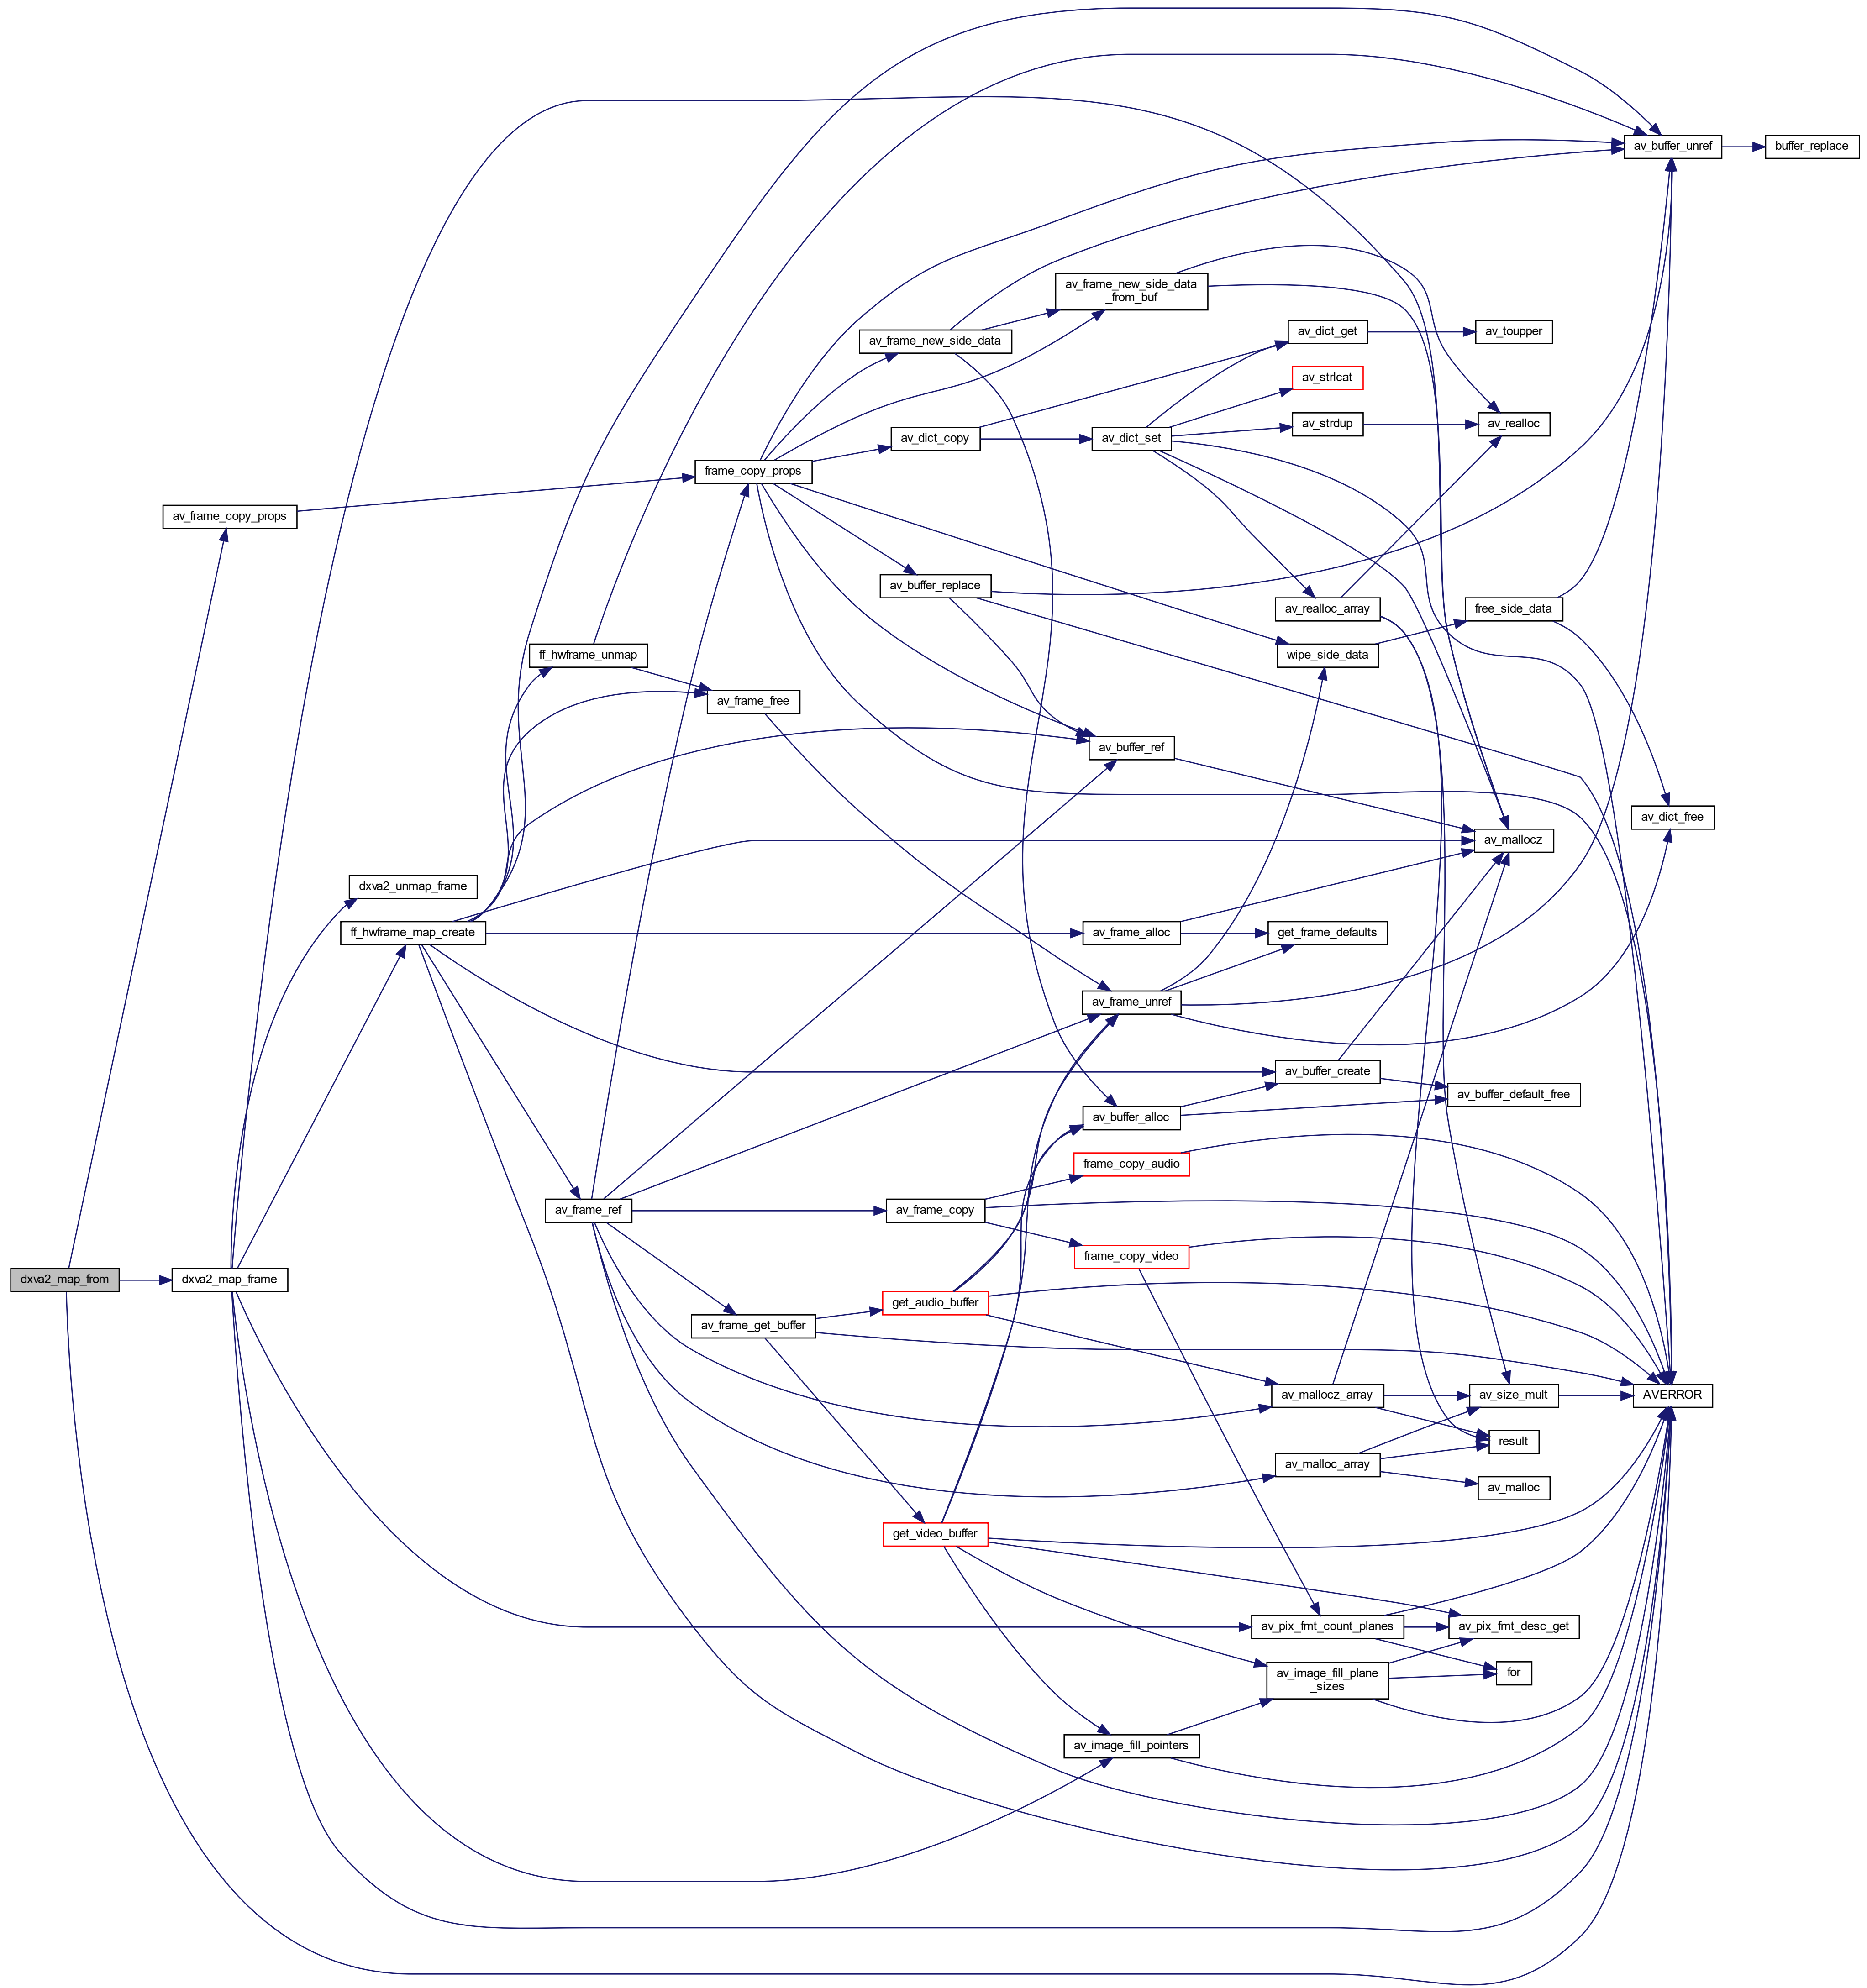 av_buffer_unref
buffer_replace
av_frame_new_side_data
_from_buf
av_dict_get
av_toupper
av_frame_new_side_data
av_strlcat
av_strdup
av_realloc
av_dict_copy
av_dict_set
frame_copy_props
av_frame_copy_props
av_buffer_replace
av_realloc_array
free_side_data
ff_hwframe_unmap
wipe_side_data
av_frame_free
av_buffer_ref
av_dict_free
av_mallocz
dxva2_unmap_frame
ff_hwframe_map_create
av_frame_alloc
get_frame_defaults
av_frame_unref
av_buffer_create
av_buffer_default_free
av_buffer_alloc
frame_copy_audio
av_frame_ref
av_frame_copy
frame_copy_video
dxva2_map_from
dxva2_map_frame
get_audio_buffer
av_frame_get_buffer
av_mallocz_array
av_size_mult
AVERROR
result
av_malloc_array
av_malloc
get_video_buffer
av_pix_fmt_count_planes
av_pix_fmt_desc_get
av_image_fill_plane
_sizes
for
av_image_fill_pointers